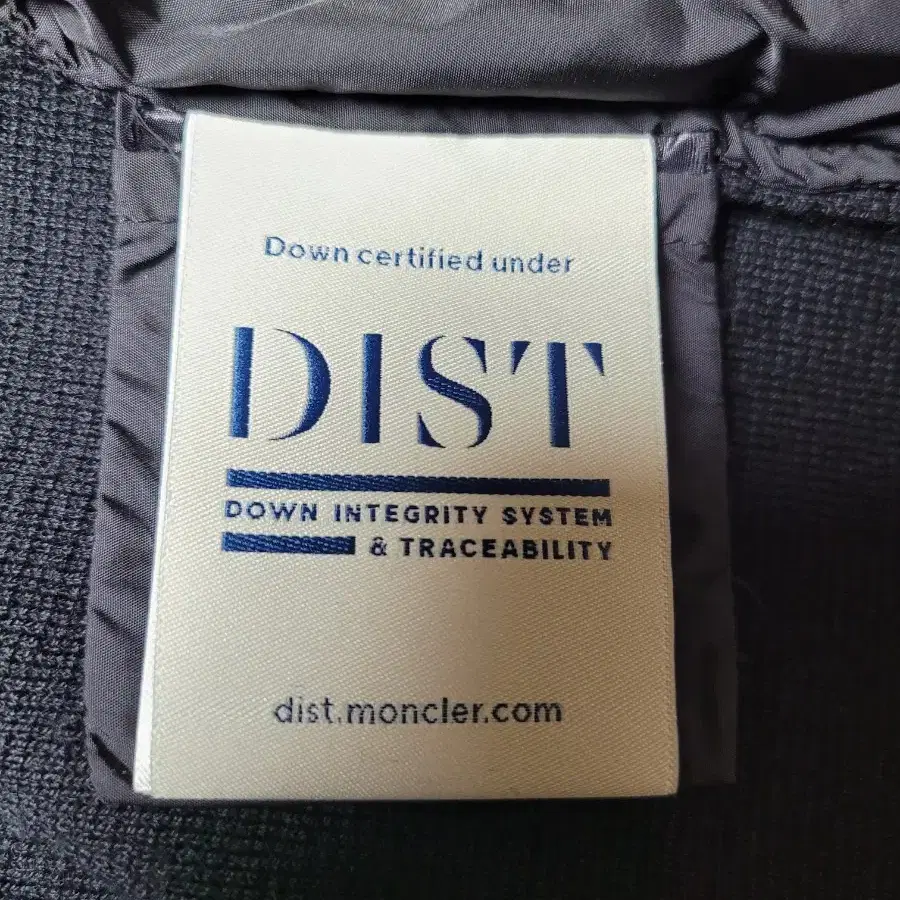 Down certified under
DIST
DOWN INTEGRITY SYSTEM
& TRACEABILITY
dist.moncler.com